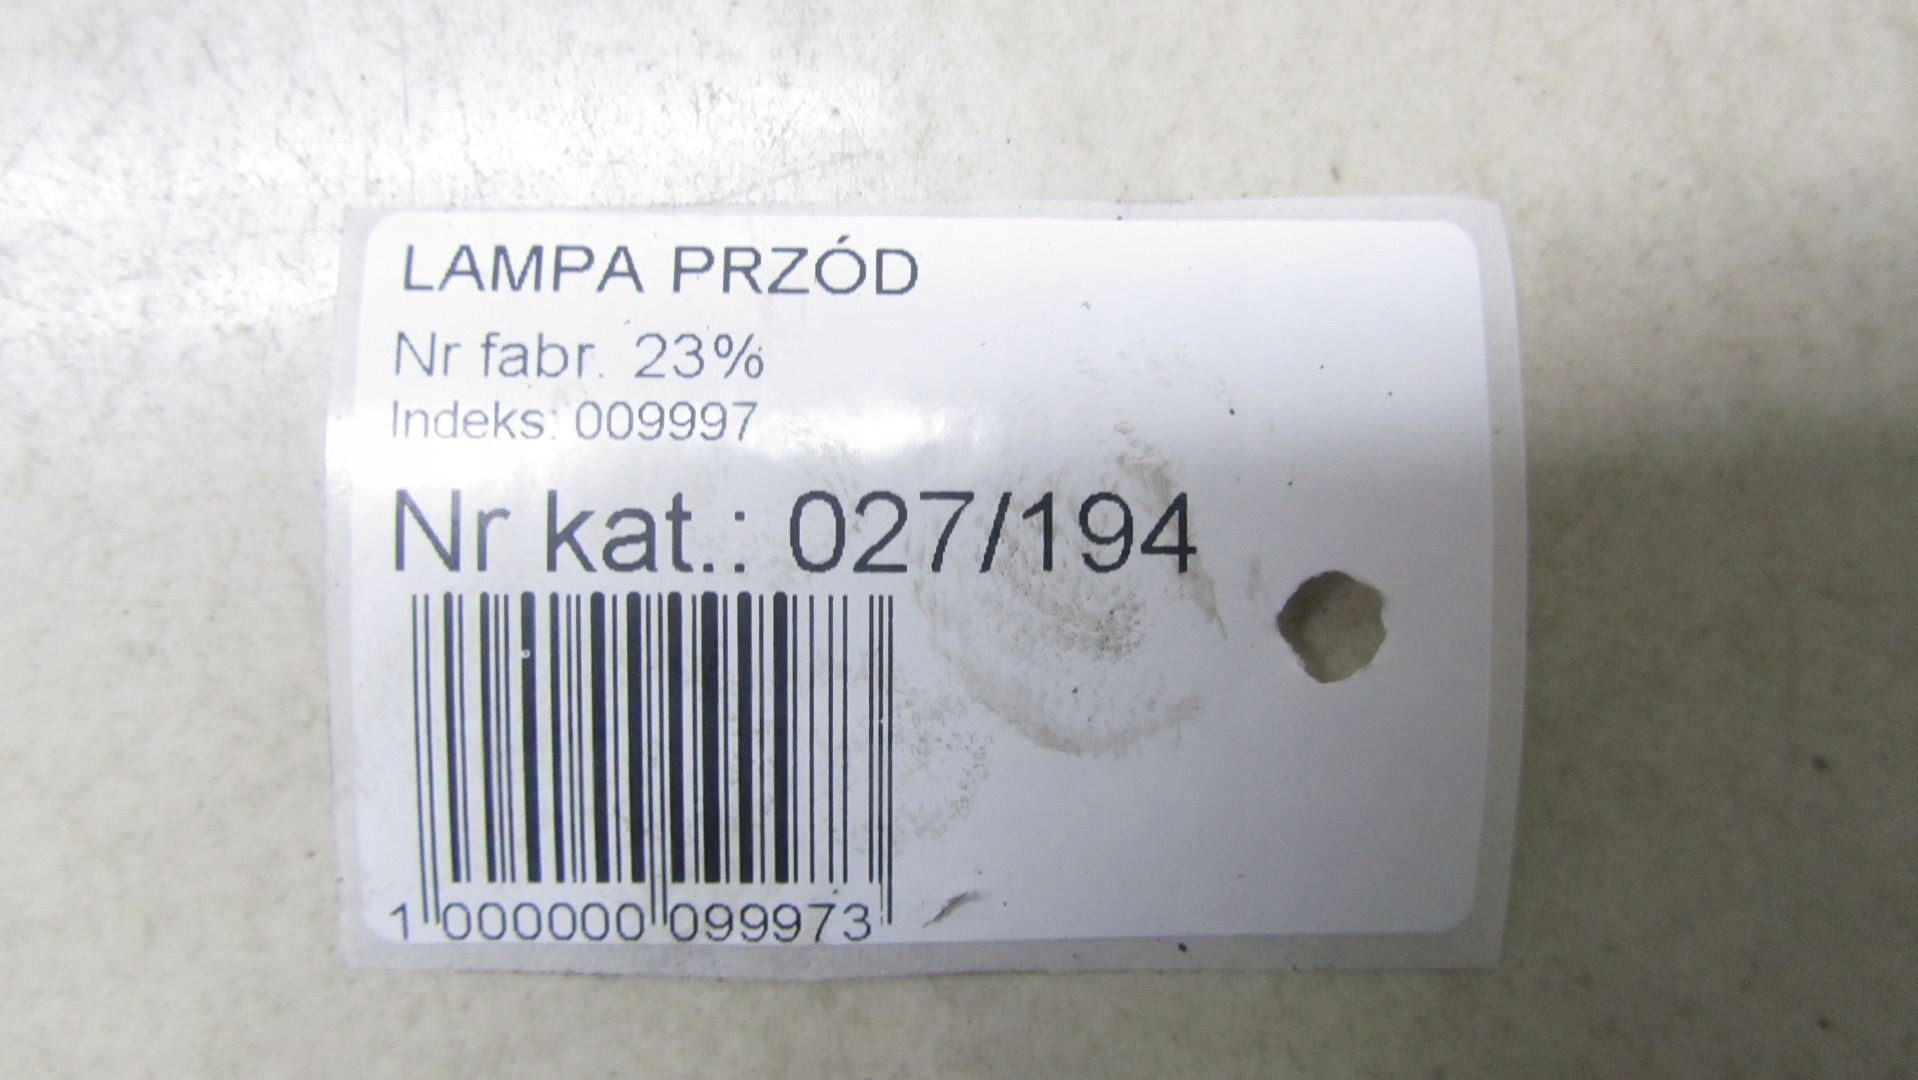 LAMPA PRZÓD
Nr fabr. 23%
Indeks: 009997
Nr kat.: 027/194
1 000000 099973